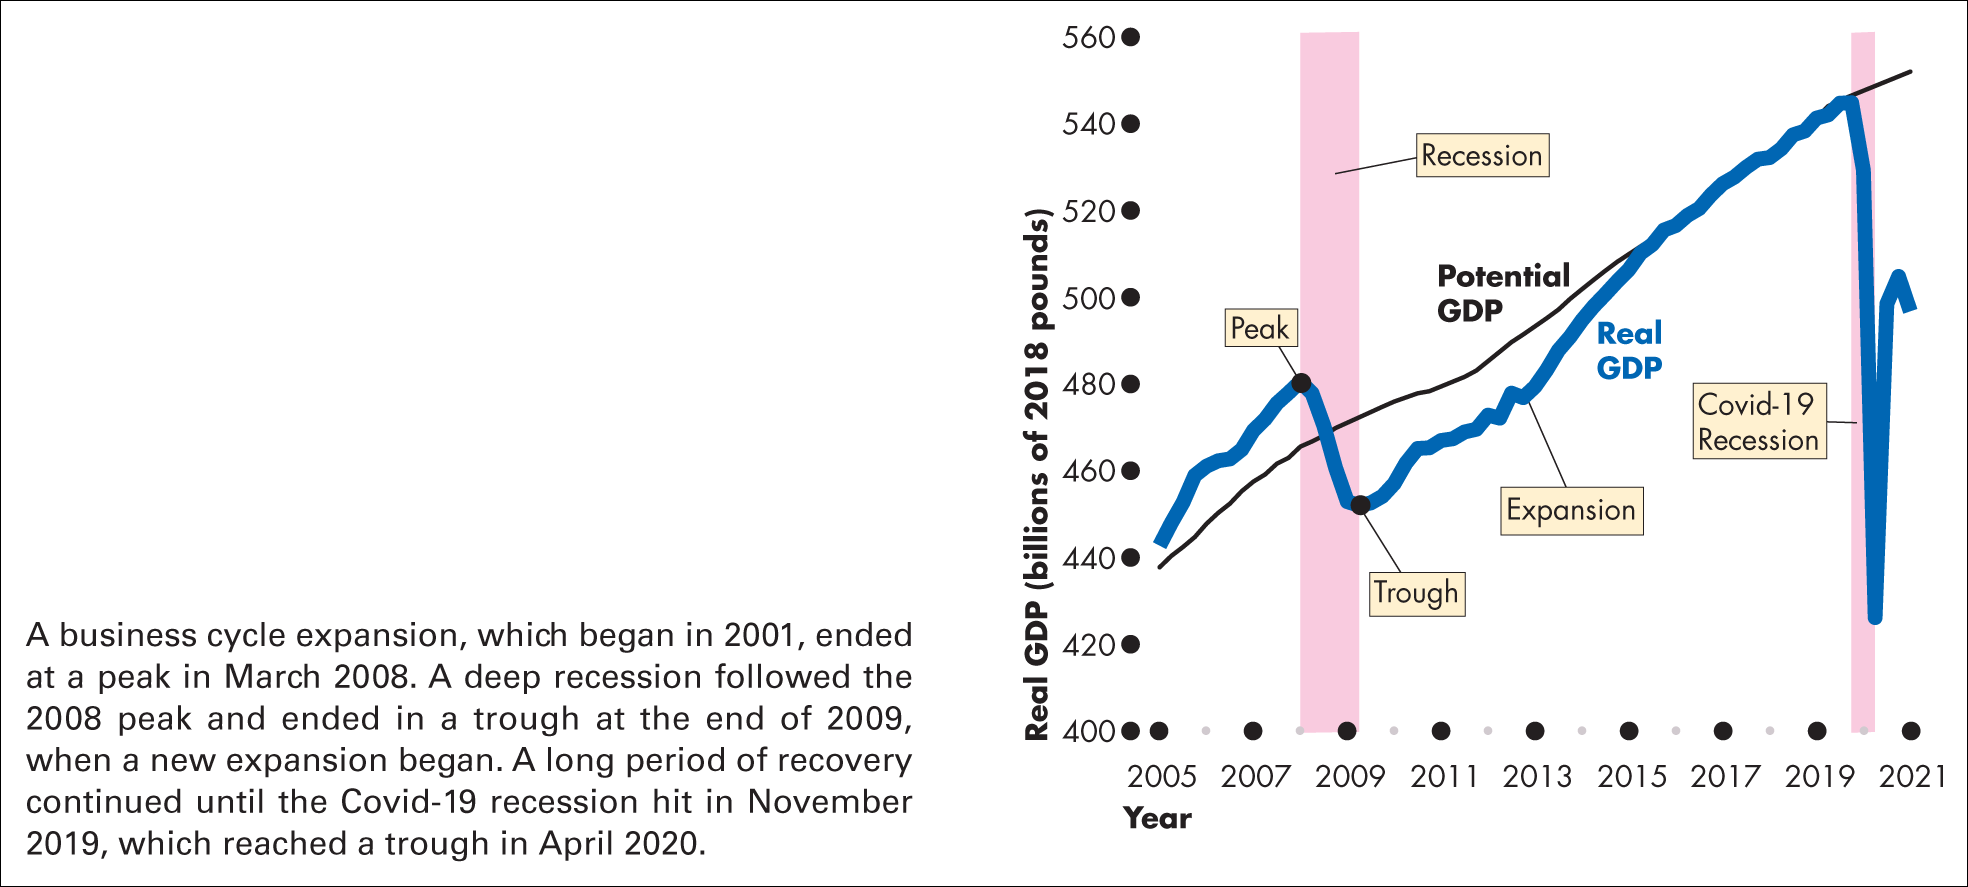 A business cycle expansion, which began in 2001, ended
at a peak in March 2008. A deep recession followed the
2008 peak and ended in a trough at the end of 2009,
when a new expansion began. A long period of recovery
continued until the Covid-19 recession hit in November
2019, which reached a trough in April 2020.
Real GDP (billions of 2018 pounds)
560
540
520
500
480
460
440
420
400
Recession
Potential
GDP
Peak
Real
GDP
Covid-19
Recession
Expansion
Trough
2005 2007 2009 2011 2013 2015 2017 2019 2021
Year